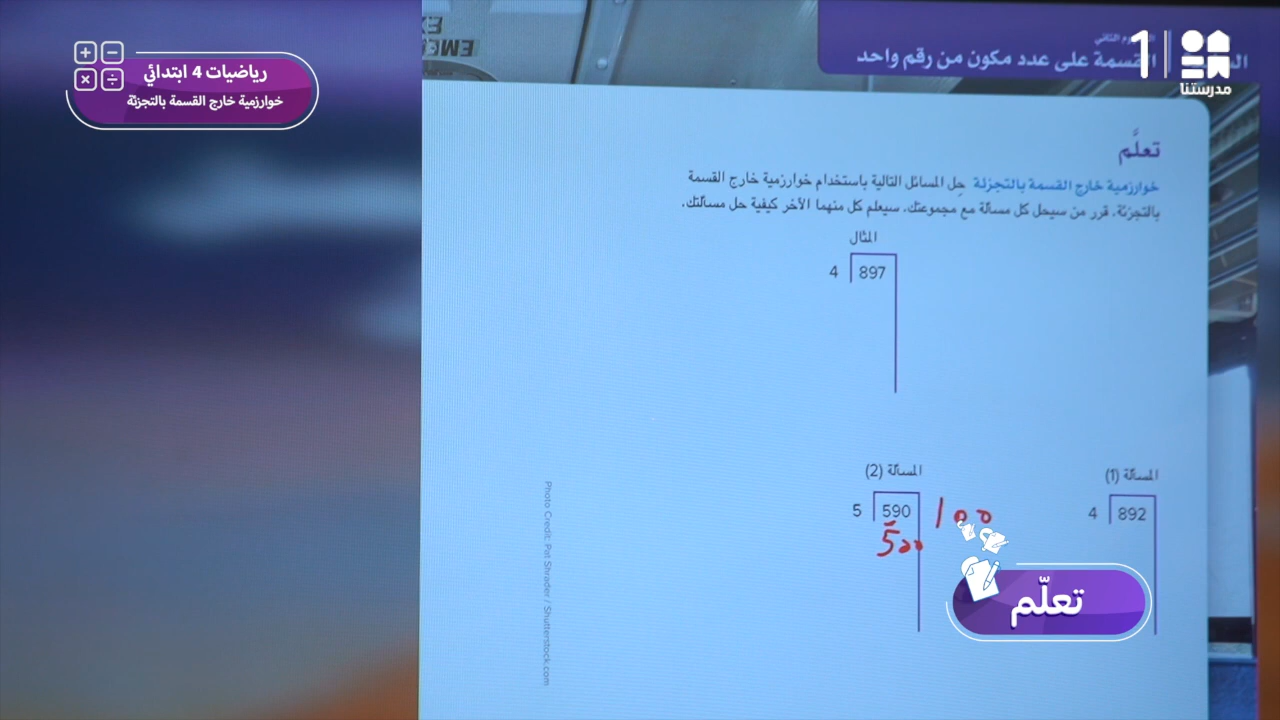 رياضيات 4 ابتدائي
خوارزمية خارج القسمة بالتجزئة
1
مدرستنا
القسمة على عدد مكون من رقم واحد
EMER
تعلَّم
خوارزمية خارج القسمة بالتجزئة حِل المسائل التالية باستخدام خوارزمية خارج القسمة
بالتجزئة. قرر من سيحل كل مسألة مع مجموعتك. سيعلم كل منهما الآخر كيفية حل مسألتك.
المثال
4 897
المسألة (1)
4 892
المسألة (2)
5 590 100
500
تعلّم
Photo Credit: Pat Shrader / Shutterstock.com